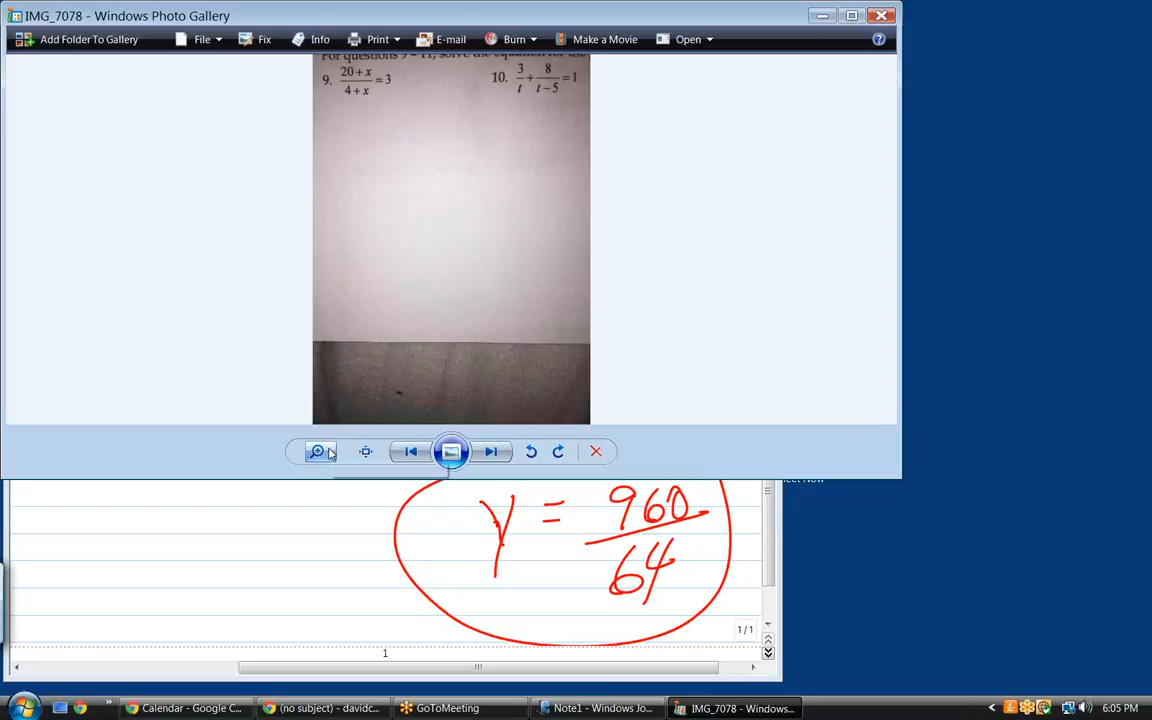 IMG_7078 - Windows Photo Gallery
Add Folder To Gallery File Fix Info Print E-mail Burn Make a Movie Open
For questions 9 - 11, solve the equation for the
9. (20+x)/(4+x) = 3 10. 3/t + 8/(t-5) = 1
y = 960/64
1/1
1
Calendar - Google C... (no subject) - davidc... GoToMeeting Note1 - Windows Jo... IMG_7078 - Windows... 6:05 PM